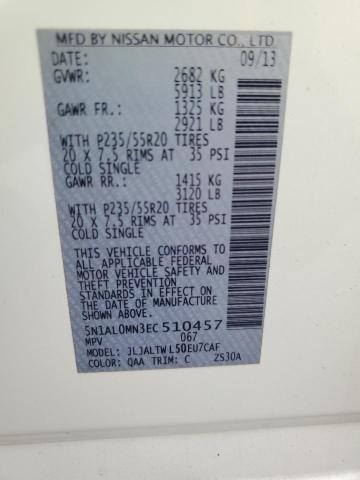 MFD BY NISSAN MOTOR CO., LTD.
DATE: 09/13
GVWR: 2682 KG
5913 LB
GAWR FR.: 1325 KG
2921 LB
WITH P235/55R20 TIRES
20 X 7.5 RIMS AT 35 PSI
COLD SINGLE
GAWR RR.: 1415 KG
3120 LB
WITH P235/55R20 TIRES
20 X 7.5 RIMS AT 35 PSI
COLD SINGLE
THIS VEHICLE CONFORMS TO
ALL APPLICABLE FEDERAL
MOTOR VEHICLE SAFETY AND
THEFT PREVENTION
STANDARDS IN EFFECT ON
THE DATE OF MANUFACTURE
SHOWN ABOVE.
5N1AL0MN3EC 510457
MPV 067
MODEL: JLJALTW L50EU7CAF
COLOR: QAA TRIM: C ZS30A